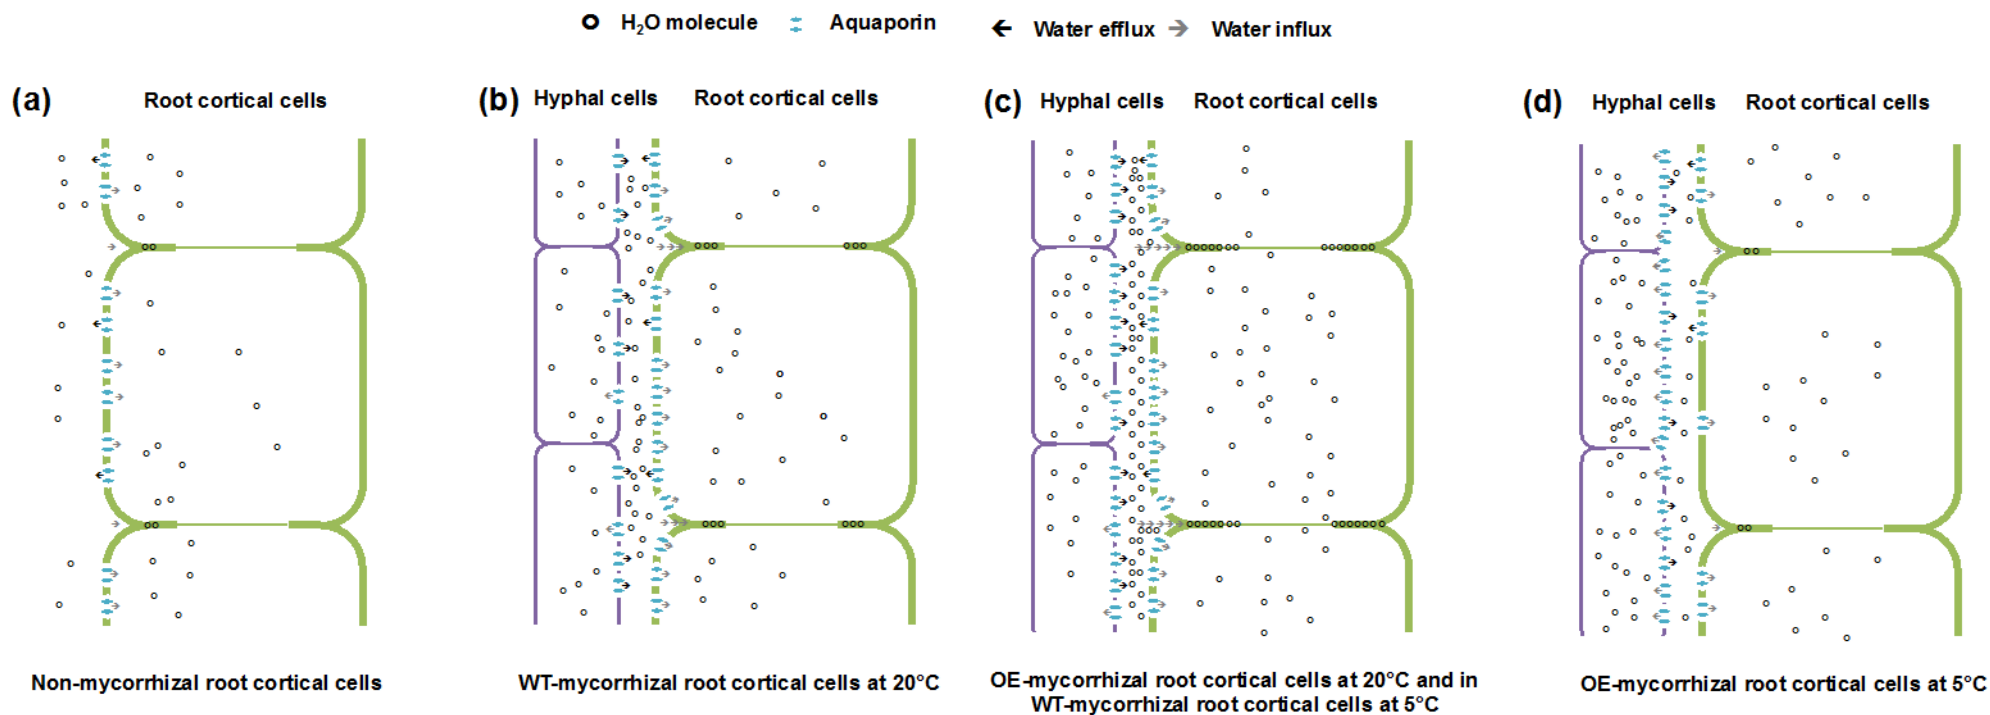 H₂O molecule Aquaporin Water efflux Water influx
(a) Root cortical cells
(b) Hyphal cells Root cortical cells
(c) Hyphal cells Root cortical cells
(d) Hyphal cells Root cortical cells
Non-mycorrhizal root cortical cells
WT-mycorrhizal root cortical cells at 20°C
OE-mycorrhizal root cortical cells at 20°C and in
WT-mycorrhizal root cortical cells at 5°C
OE-mycorrhizal root cortical cells at 5°C